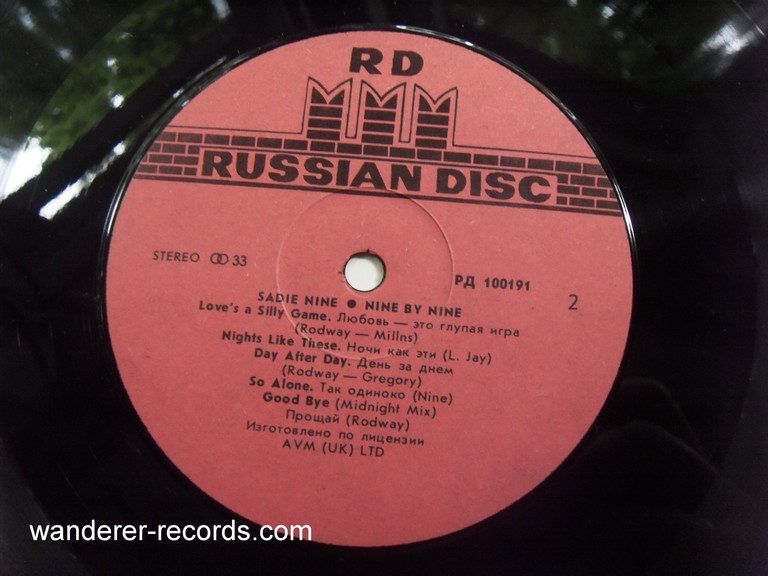 RD
RUSSIAN DISC
STEREO 33
РД 100191
2
SADIE NINE ● NINE BY NINE
Love's a Silly Game. Любовь — это глупая игра
(Rodway — Millns)
Nights Like These. Ночи как эти (L. Jay)
Day After Day. День за днем
(Rodway — Gregory)
So Alone. Так одиноко (Nine)
Good Bye (Midnight Mix)
Прощай (Rodway)
Изготовлено по лицензии
AVM (UK) LTD
wanderer-records.com